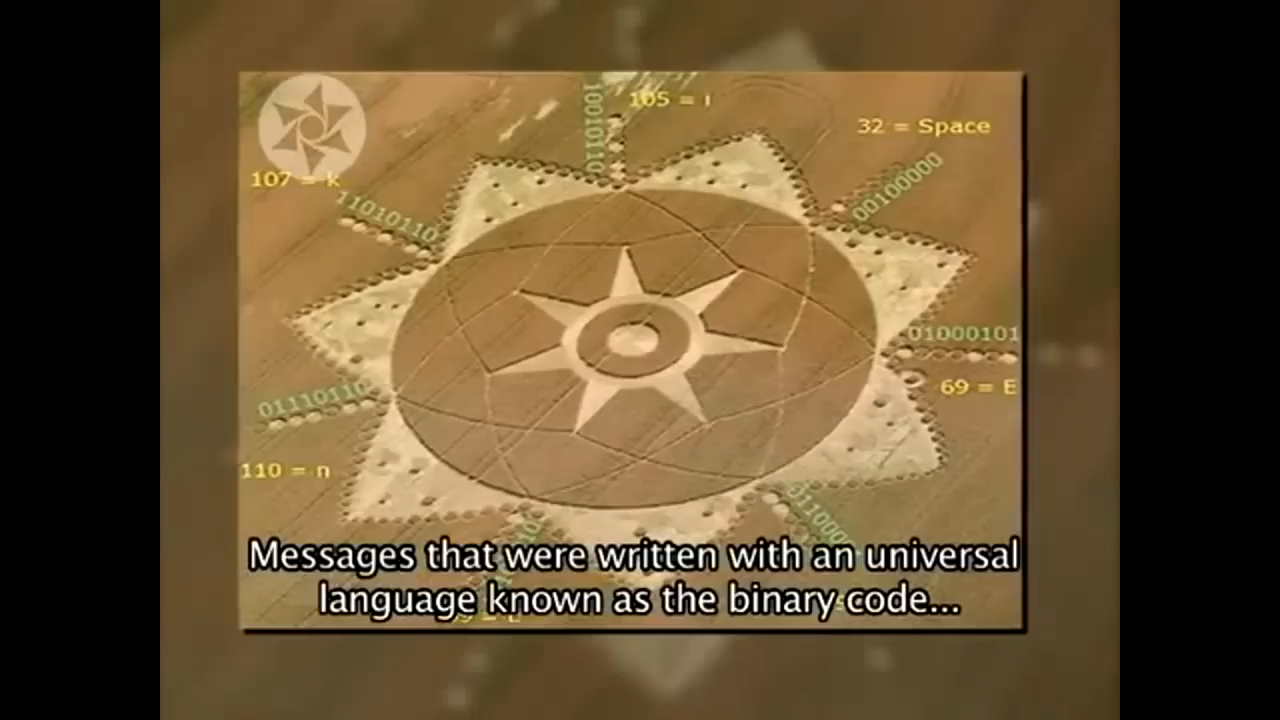 10010110
105 = i
32 = Space
00100000
107 = k
11010110
01000101
69 = E
01110110
110 = n
Messages that were written with an universal
language known as the binary code...